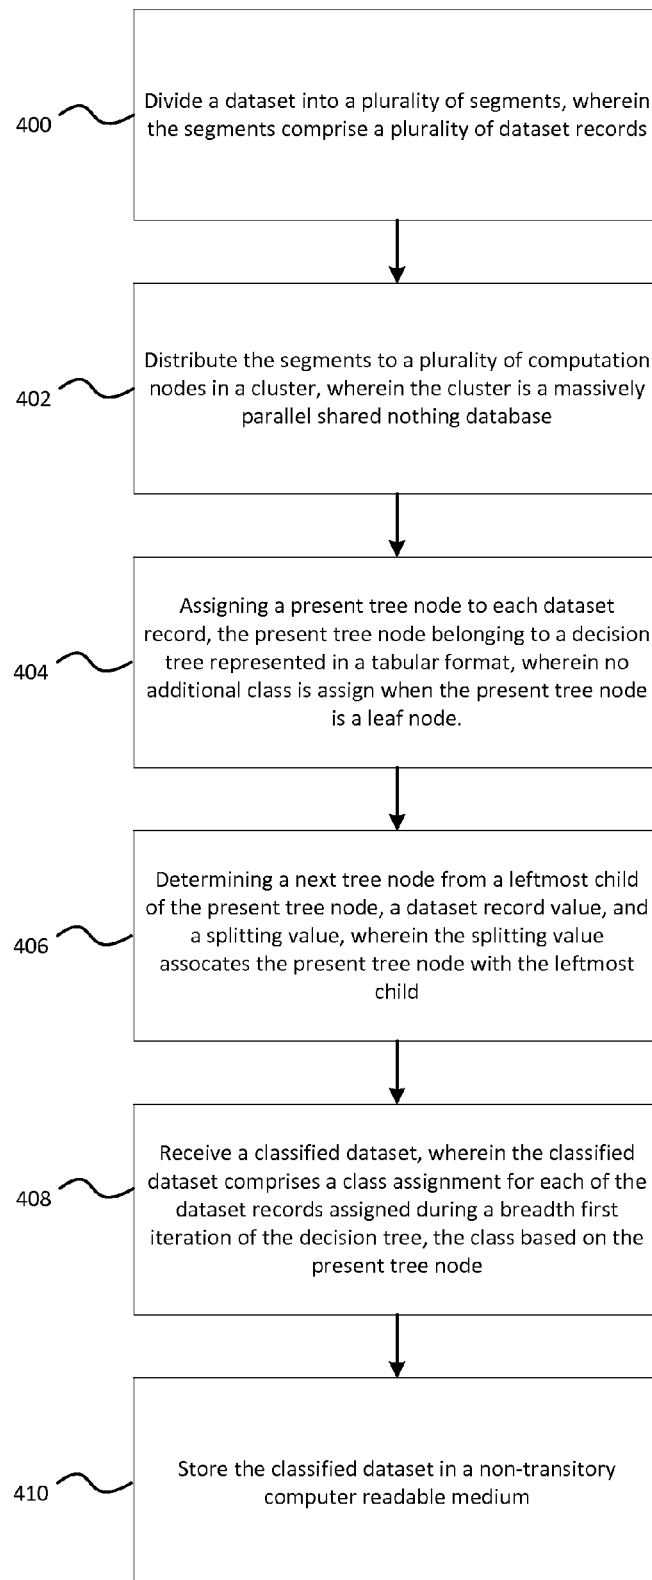 Divide a dataset into a plurality of segments, wherein
the segments comprise a plurality of dataset records
400
Distribute the segments to a plurality of computation
nodes in a cluster, wherein the cluster is a massively
parallel shared nothing database
402
Assigning a present tree node to each dataset
record, the present tree node belonging to a decision
tree represented in a tabular format, wherein no
additional class is assign when the present tree node
is a leaf node.
404
Determining a next tree node from a leftmost child
of the present tree node, a dataset record value, and
a splitting value, wherein the splitting value
assocates the present tree node with the leftmost
child
406
Receive a classified dataset, wherein the classified
dataset comprises a class assignment for each of the
dataset records assigned during a breadth first
iteration of the decision tree, the class based on the
present tree node
408
Store the classified dataset in a non-transitory
computer readable medium
410